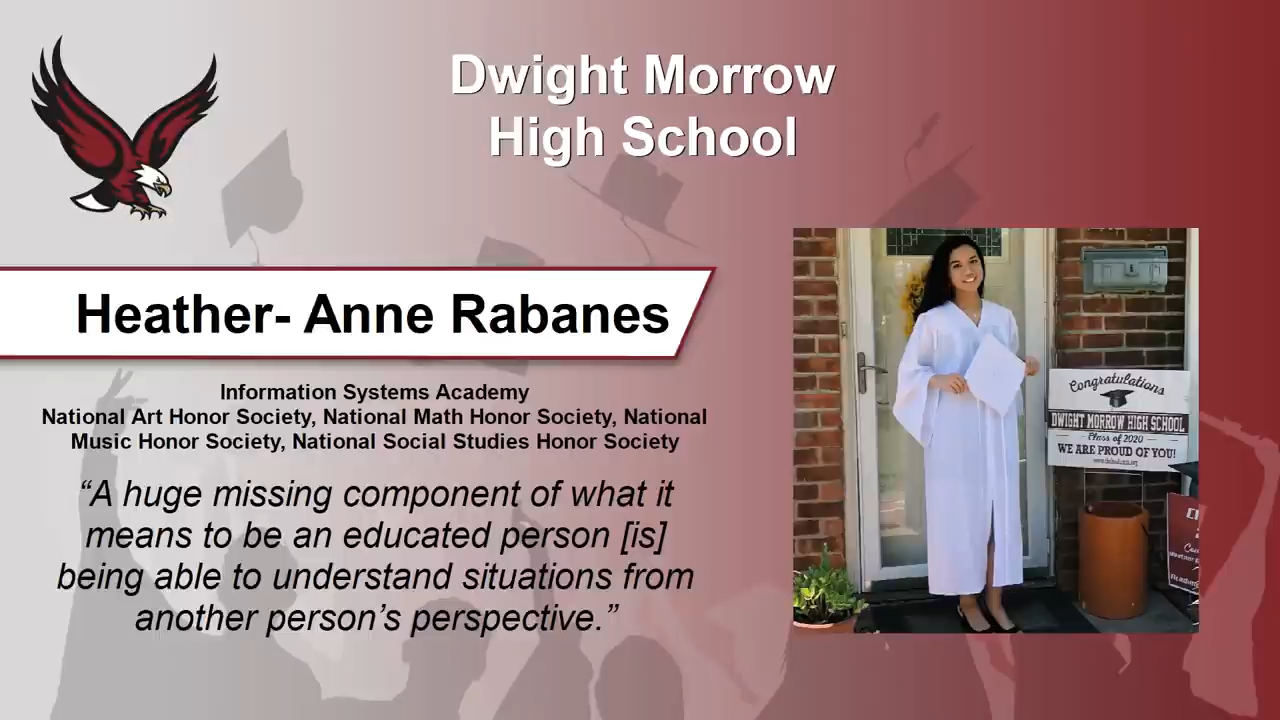 Dwight Morrow
High School
Heather- Anne Rabanes
Information Systems Academy
National Art Honor Society, National Math Honor Society, National
Music Honor Society, National Social Studies Honor Society
“A huge missing component of what it
means to be an educated person [is]
being able to understand situations from
another person’s perspective.”
Congratulations
DWIGHT MORROW HIGH SCHOOL
Class of 2020
WE ARE PROUD OF YOU!